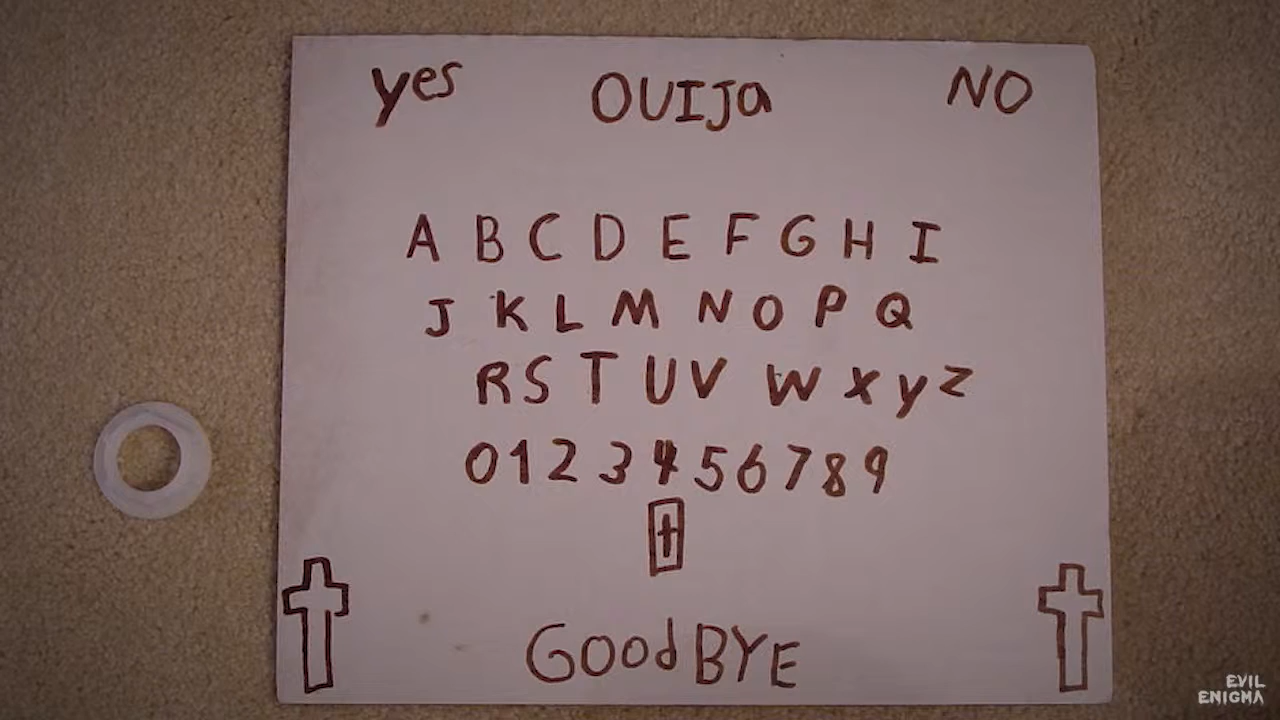 yes OUIJa NO
A B C D E F G H I
J K L M N O P Q
R S T U V W X y Z
0 1 2 3 4 5 6 7 8 9
GoodBYE
EVIL
ENIGMA